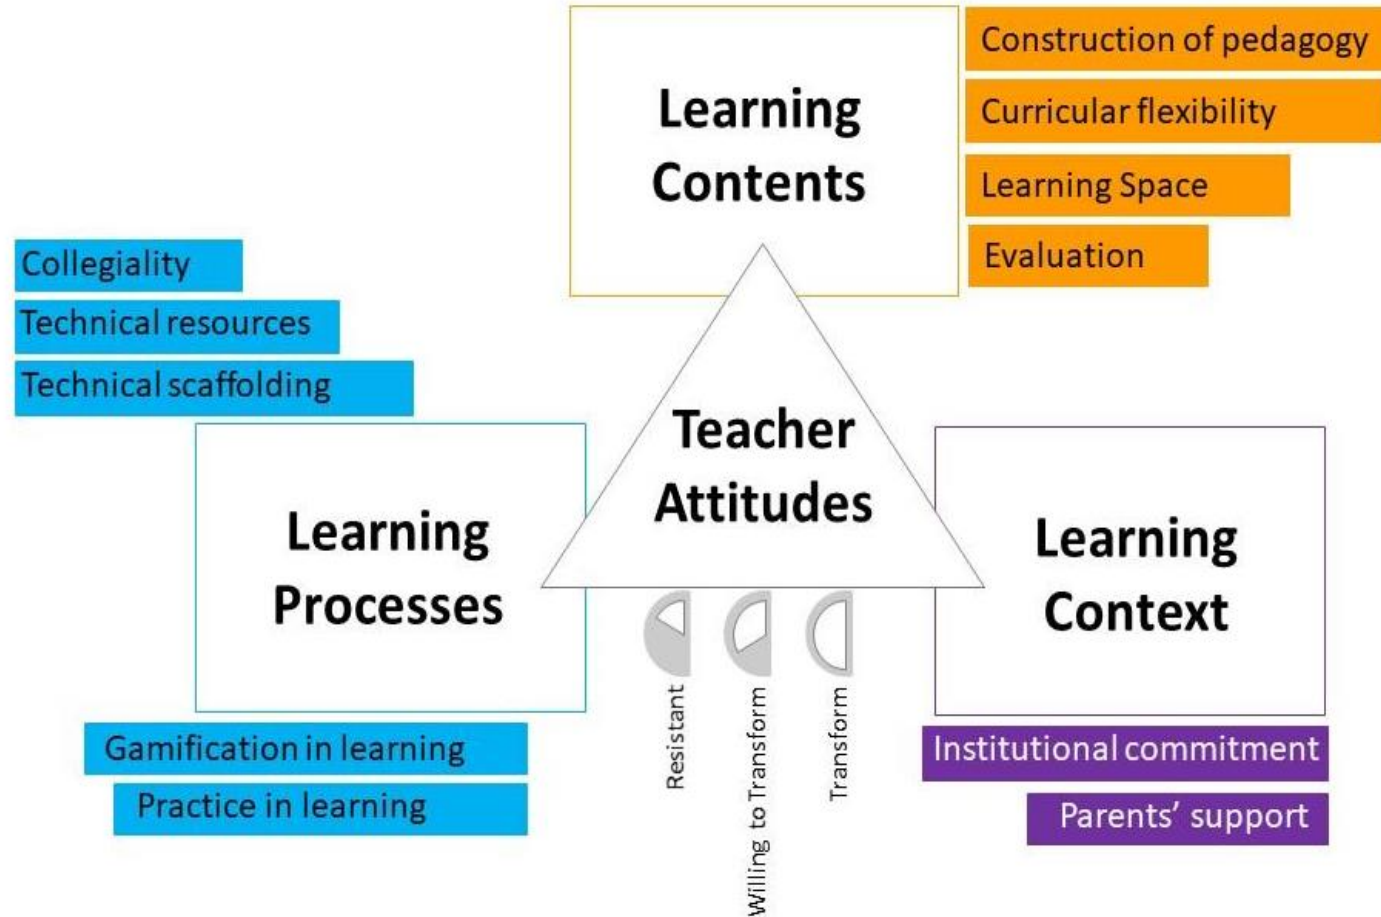 Learning
Contents
Construction of pedagogy
Curricular flexibility
Learning Space
Evaluation
Collegiality
Technical resources
Technical scaffolding
Teacher
Attitudes
Learning
Processes
Learning
Context
Resistant
Willing to Transform
Transform
Gamification in learning
Practice in learning
Institutional commitment
Parents’ support